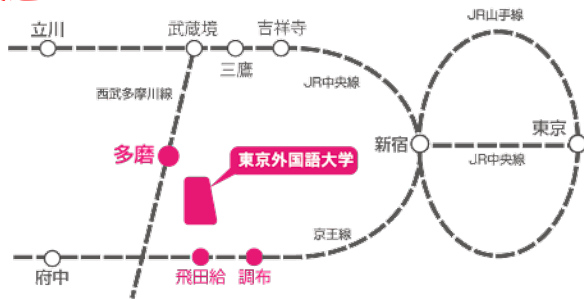 JR山手線
立川
武蔵境
吉祥寺
三鷹
JR中央線
西武多摩川線
多磨
東京外国語大学
新宿
東京
JR中央線
京王線
府中
飛田給
調布